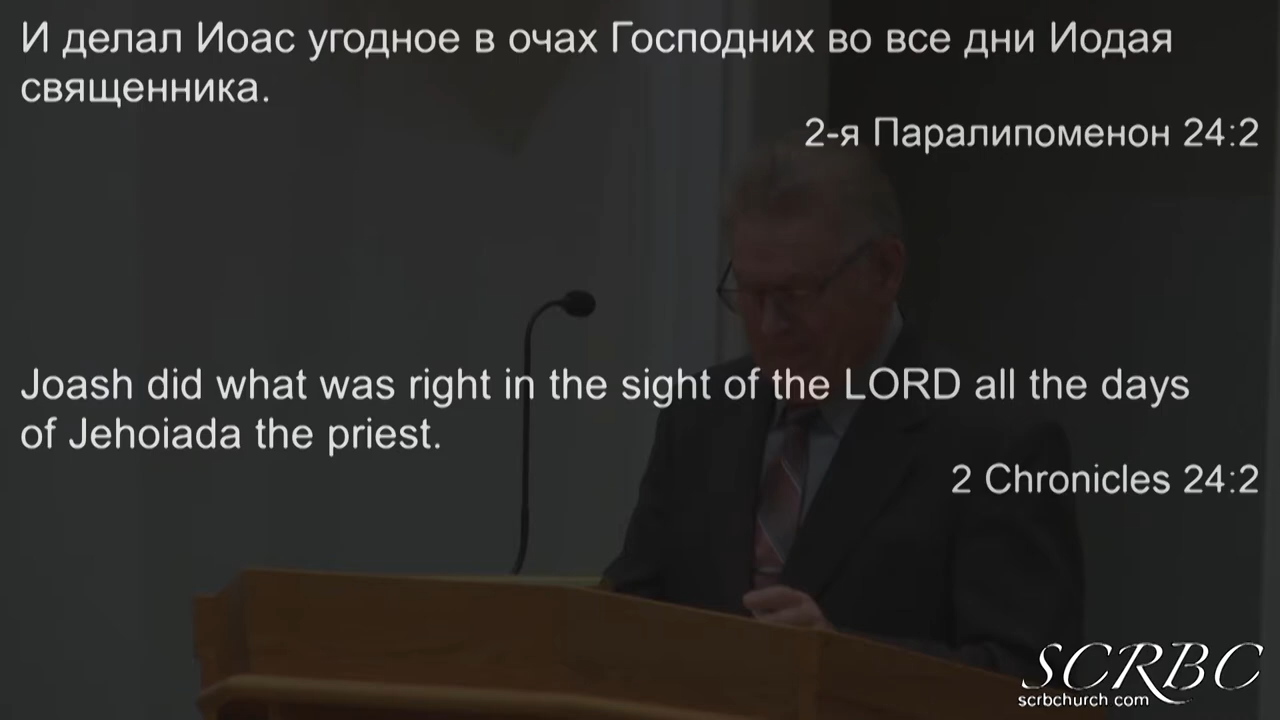 И делал Иоас угодное в очах Господних во все дни Иодая
священника.
2-я Паралипоменон 24:2
Joash did what was right in the sight of the LORD all the days
of Jehoiada the priest.
2 Chronicles 24:2
SCRBC
scrbchurch com